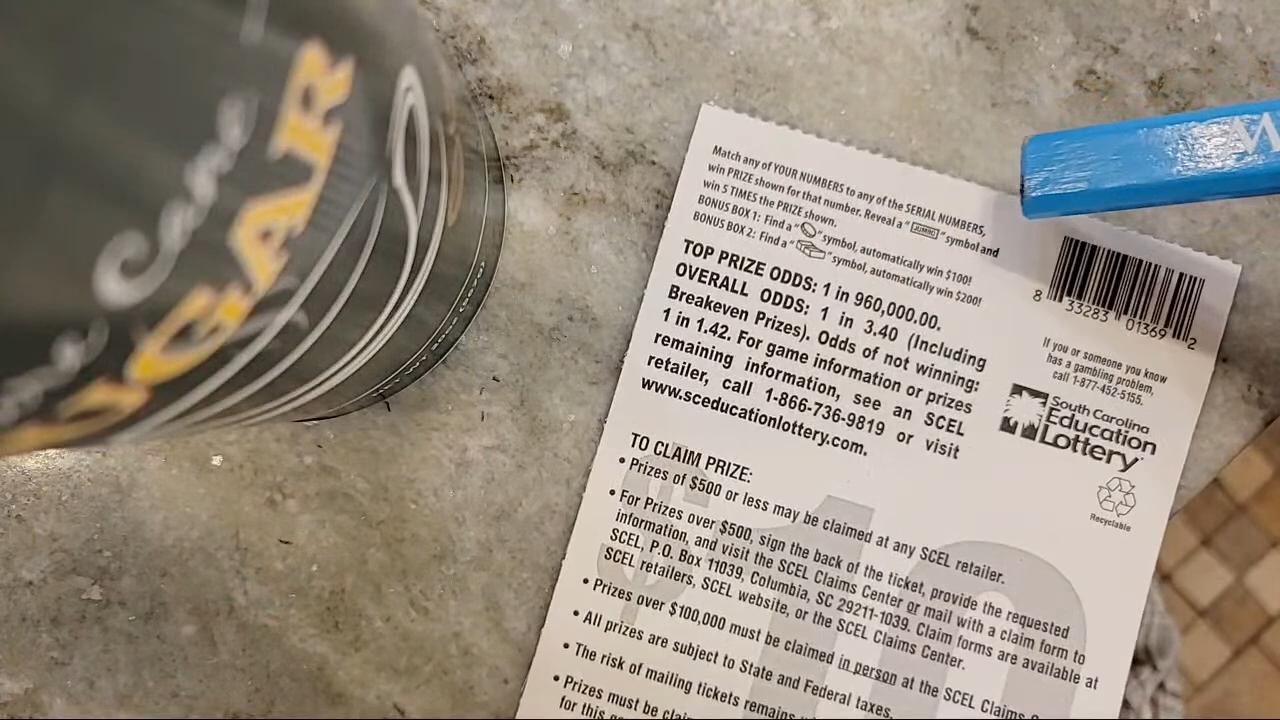 Cane
SUGAR
W
Match any of YOUR NUMBERS to any of the SERIAL NUMBERS,
win PRIZE shown for that number. Reveal a "JUMBO" symbol and
win 5 TIMES the PRIZE shown.
BONUS BOX 1: Find a " " symbol, automatically win $100!
BONUS BOX 2: Find a " " symbol, automatically win $200!
TOP PRIZE ODDS: 1 in 960,000.00.
OVERALL ODDS: 1 in 3.40 (Including
Breakeven Prizes). Odds of not winning:
1 in 1.42. For game information or prizes
remaining information, see an SCEL
retailer, call 1-866-736-9819 or visit
www.sceducationlottery.com.
8 33283 01369 2
If you or someone you know
has a gambling problem,
call 1-877-452-5155.
South Carolina
Education
Lottery
Recyclable
$10
TO CLAIM PRIZE:
• Prizes of $500 or less may be claimed at any SCEL retailer.
• For Prizes over $500, sign the back of the ticket, provide the requested
information, and visit the SCEL Claims Center or mail with a claim form to
SCEL, P.O. Box 11039, Columbia, SC 29211-1039. Claim forms are available at
SCEL retailers, SCEL website, or the SCEL Claims Center.
• Prizes over $100,000 must be claimed in person at the SCEL Claims
• All prizes are subject to State and Federal taxes.
• The risk of mailing tickets remains
• Prizes must be
for this